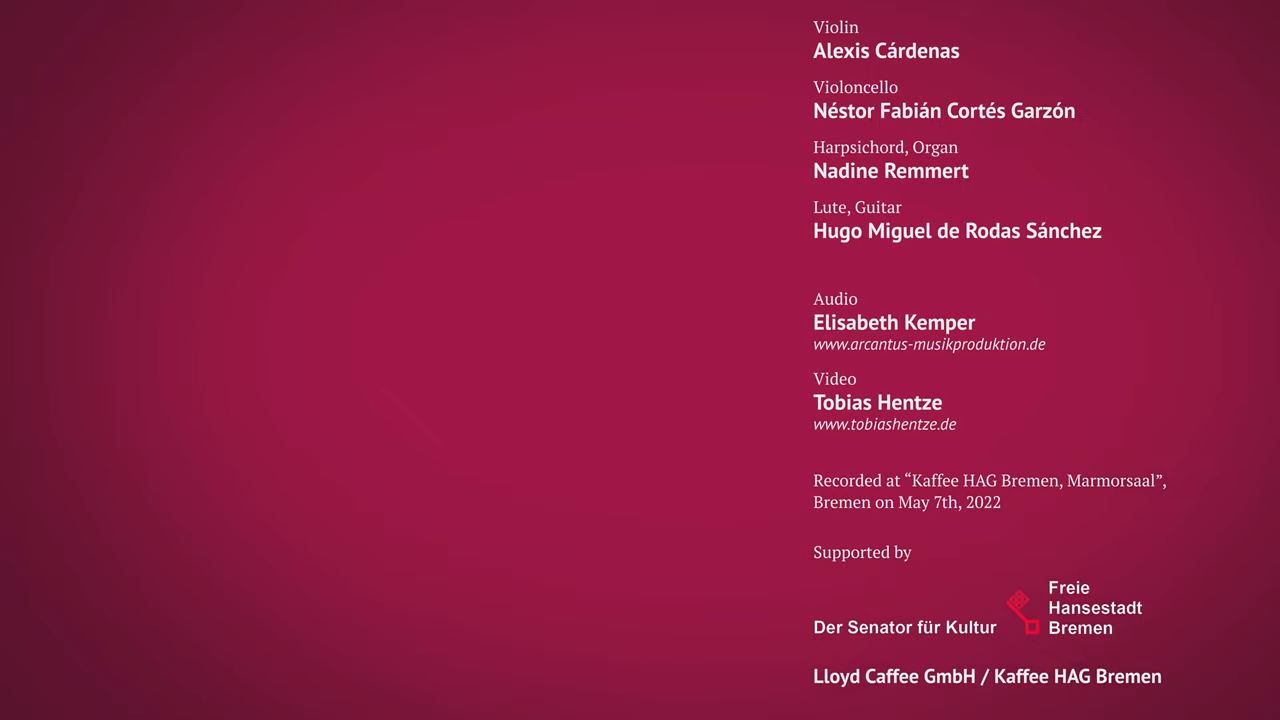 Violin
Alexis Cárdenas
Violoncello
Néstor Fabián Cortés Garzón
Harpsichord, Organ
Nadine Remmert
Lute, Guitar
Hugo Miguel de Rodas Sánchez
Audio
Elisabeth Kemper
www.arcantus-musikproduktion.de
Video
Tobias Hentze
www.tobiashentze.de
Recorded at “Kaffee HAG Bremen, Marmorsaal”,
Bremen on May 7th, 2022
Supported by
Der Senator für Kultur
Freie
Hansestadt
Bremen
Lloyd Caffee GmbH / Kaffee HAG Bremen